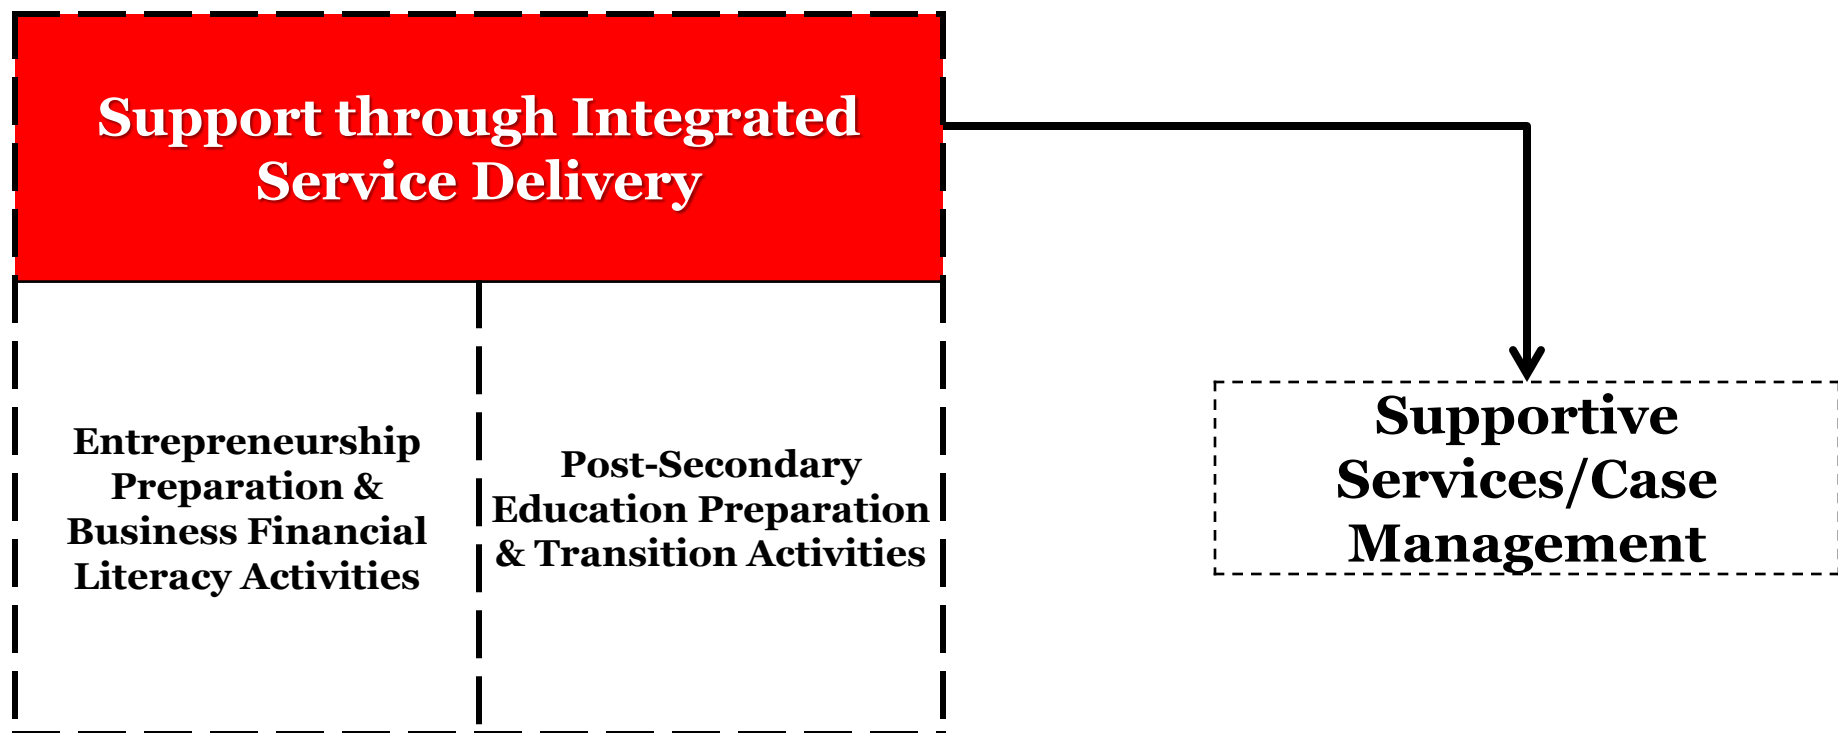 Support through Integrated
Service Delivery
Entrepreneurship
Preparation &
Business Financial
Literacy Activities
Post-Secondary
Education Preparation
& Transition Activities
Supportive
Services/Case
Management